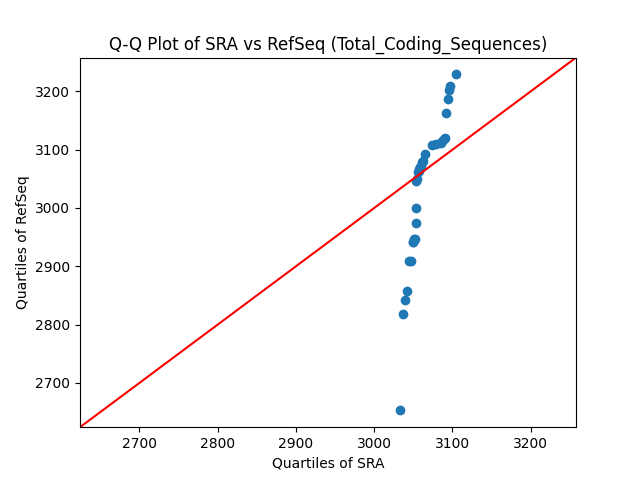 Q-Q Plot of SRA vs RefSeq (Total_Coding_Sequences)
Quartiles of RefSeq
3200
3100
3000
2900
2800
2700
2700 2800 2900 3000 3100 3200
Quartiles of SRA